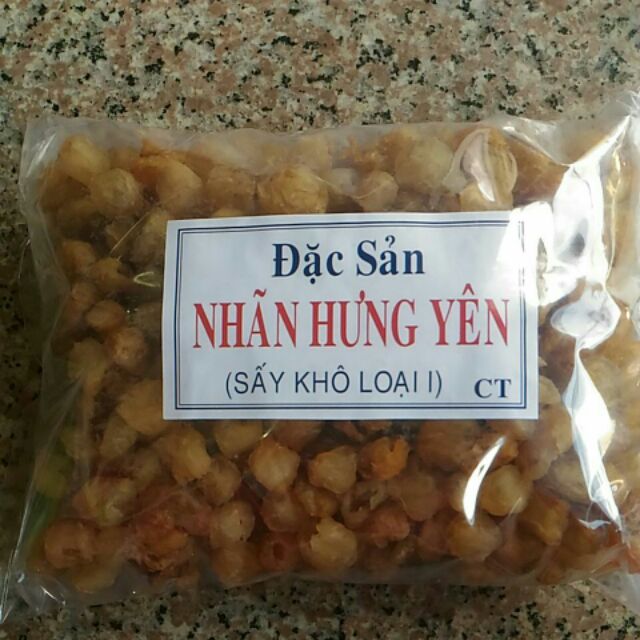 Đặc Sản
NHÃN HƯNG YÊN
(SẤY KHÔ LOẠI I)
CT